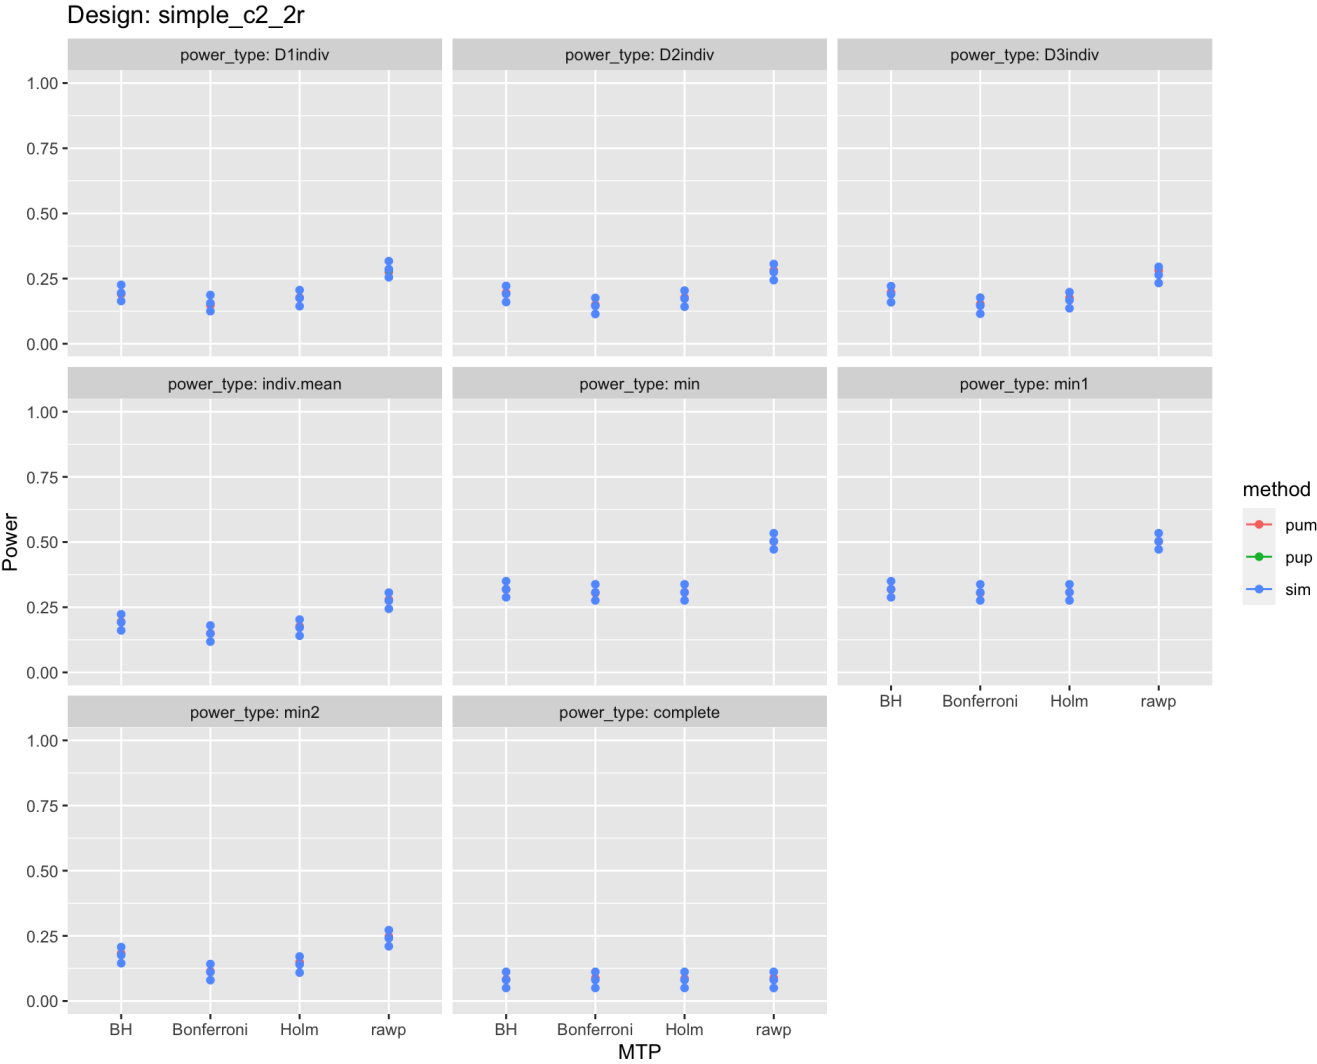 Design: simple_c2_2r
power_type: D1indiv
power_type: D2indiv
power_type: D3indiv
1.00
0.75
0.50
0.25
0.00
power_type: indiv.mean
power_type: min
power_type: min1
1.00
0.75
0.50
0.25
0.00
BH
Bonferroni
Holm
rawp
power_type: min2
power_type: complete
1.00
0.75
0.50
0.25
0.00
BH
Bonferroni
Holm
rawp
BH
Bonferroni
Holm
rawp
Power
MTP
method
pum
pup
sim